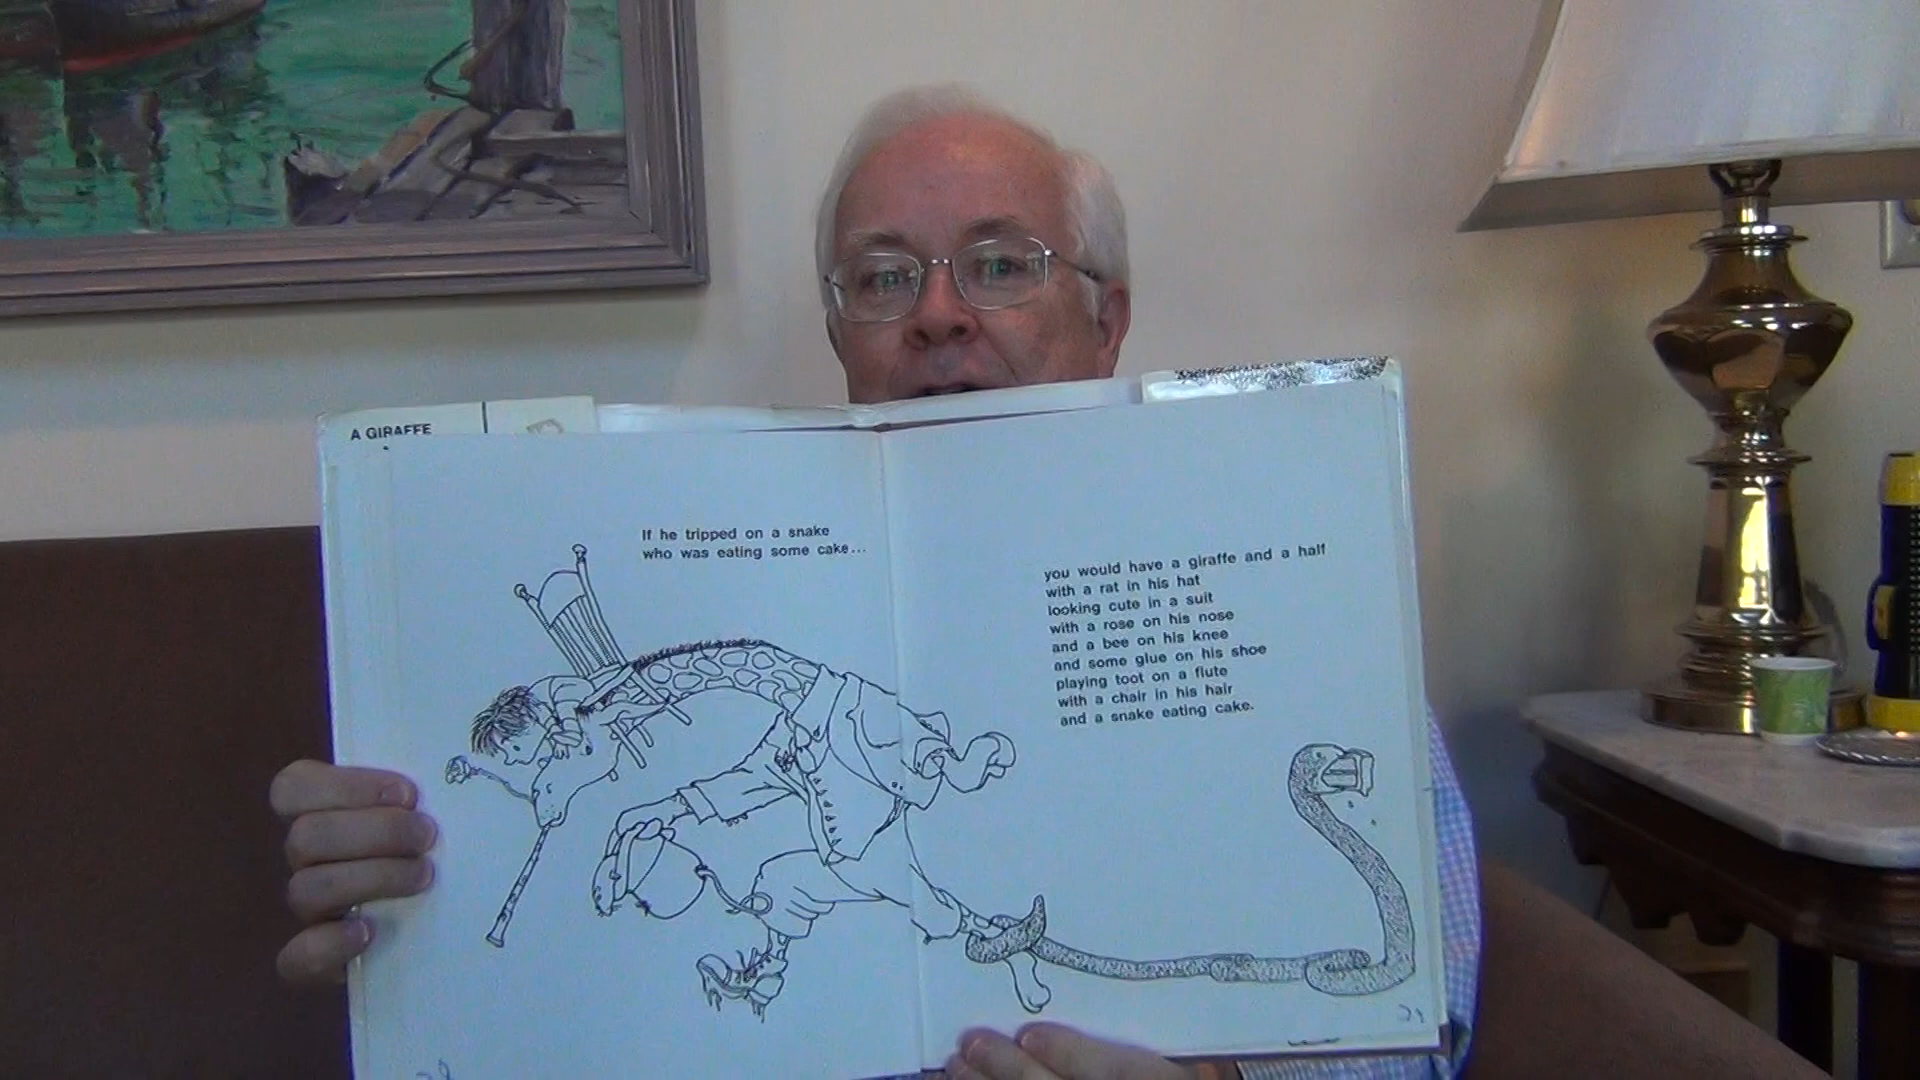 A GIRAFFE
If he tripped on a snake
who was eating some cake...
you would have a giraffe and a half
with a rat in his hat
looking cute in a suit
with a rose on his nose
and a bee on his knee
and some glue on his shoe
playing toot on a flute
with a chair in his hair
and a snake eating cake.
29